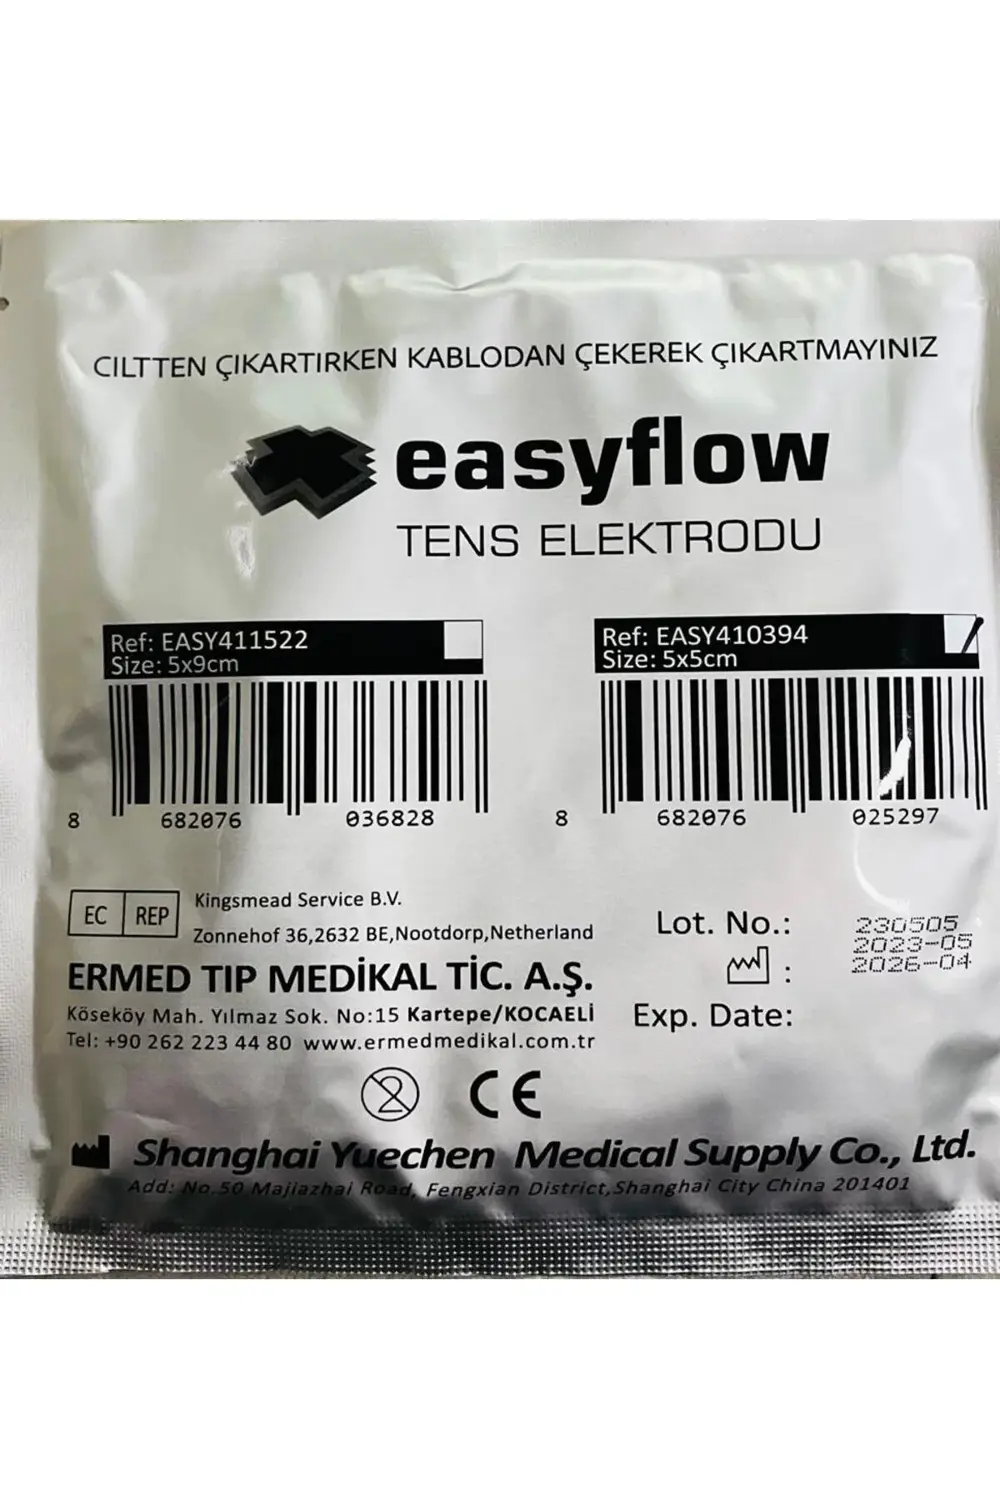 CILTTEN ÇIKARTIRKEN KABLODAN ÇEKEREK ÇIKARTMAYINIZ
easyflow
TENS ELEKTRODU
Ref: EASY411522
Size: 5x9cm
8 682076 036828
Ref: EASY410394
Size: 5x5cm
8 682076 025297
EC REP
Kingsmead Service B.V.
Zonnehof 36,2632 BE,Nootdorp,Netherland
ERMED TIP MEDİKAL TİC. A.Ş.
Köseköy Mah. Yılmaz Sok. No:15 Kartepe/KOCAELİ
Tel: +90 262 223 44 80 www.ermedmedikal.com.tr
Lot. No.: 230505
: 2023-05
Exp. Date: 2026-04
2
CE
Shanghai Yuechen Medical Supply Co., Ltd.
Add: No.50 Majiazhai Road, Fengxian District,Shanghai City China 201401